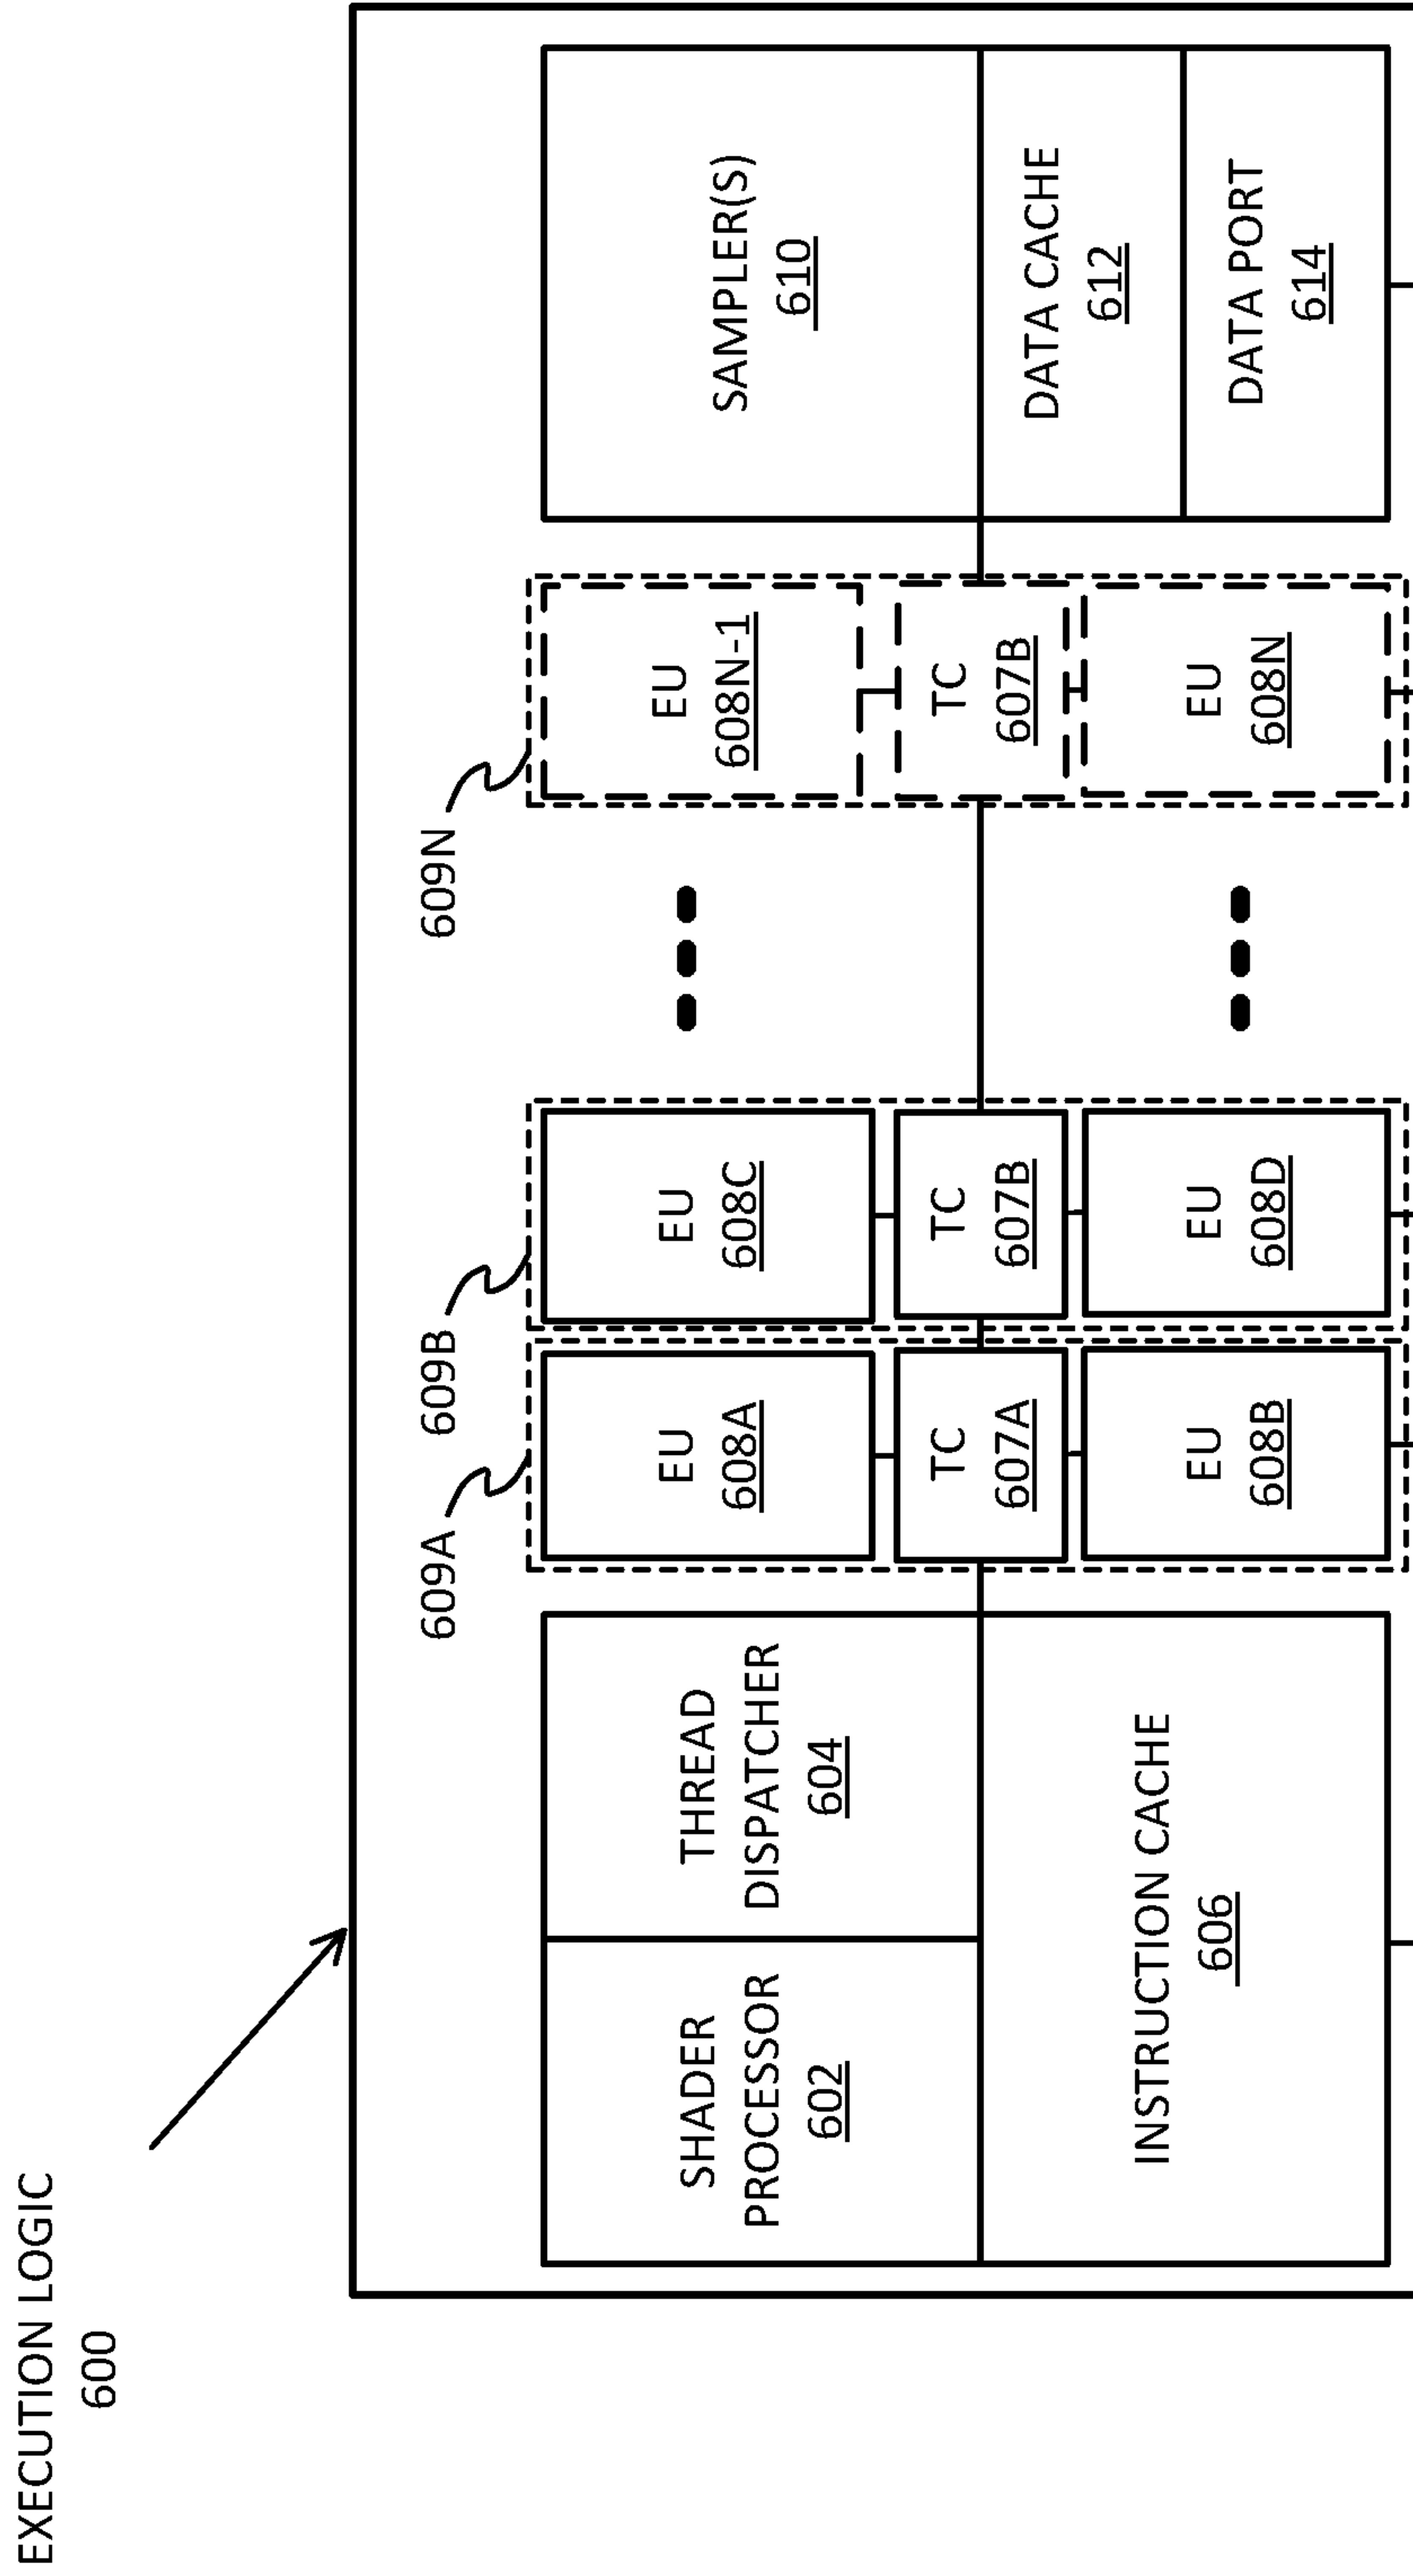 EXECUTION LOGIC
600
609A
609B
609N
SHADER
PROCESSOR
602
THREAD
DISPATCHER
604
INSTRUCTION CACHE
606
EU
608A
TC
607A
EU
608B
EU
608C
TC
607B
EU
608D
EU
608N-1
TC
607B
EU
608N
SAMPLER(S)
610
DATA CACHE
612
DATA PORT
614